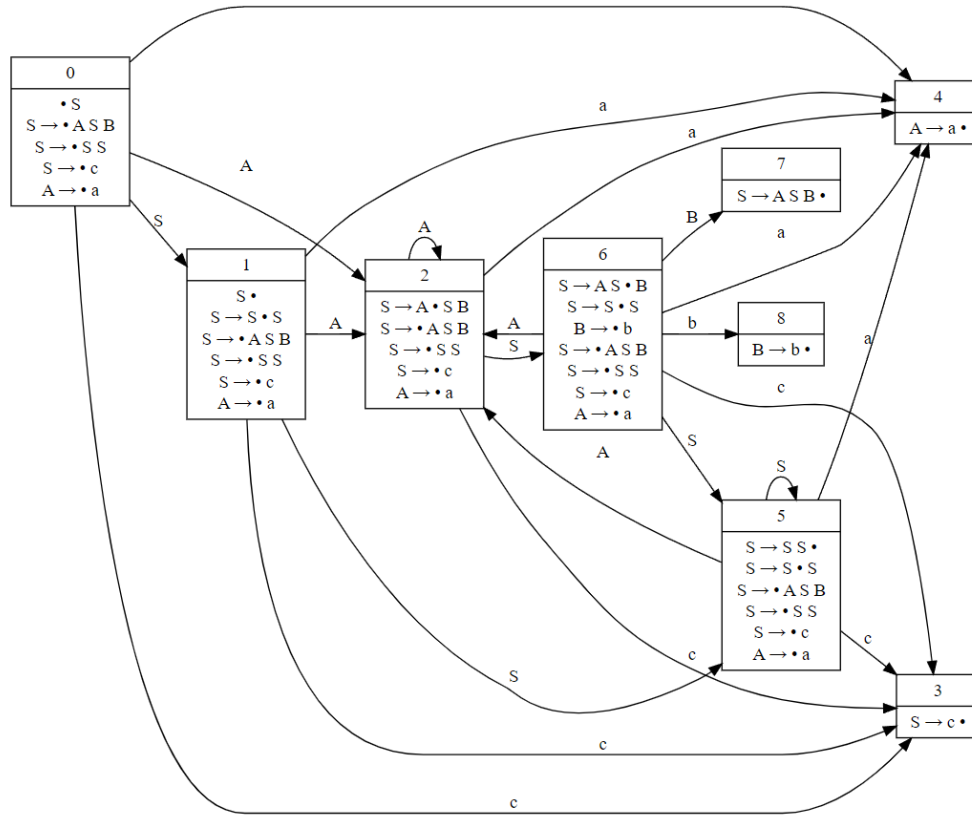 0
• S
S → • A S B
S → • S S
S → • c
A → • a
1
S •
S → S • S
S → • A S B
S → • S S
S → • c
A → • a
2
S → A • S B
S → • A S B
S → • S S
S → • c
A → • a
6
S → A S • B
S → S • S
B → • b
S → • A S B
S → • S S
S → • c
A → • a
7
S → A S B •
8
B → b •
5
S → S S •
S → S • S
S → • A S B
S → • S S
S → • c
A → • a
4
A → a •
3
S → c •
A
S
a
A
a
A
A
S
B
a
b
c
S
A
S
a
c
c
S
c
c